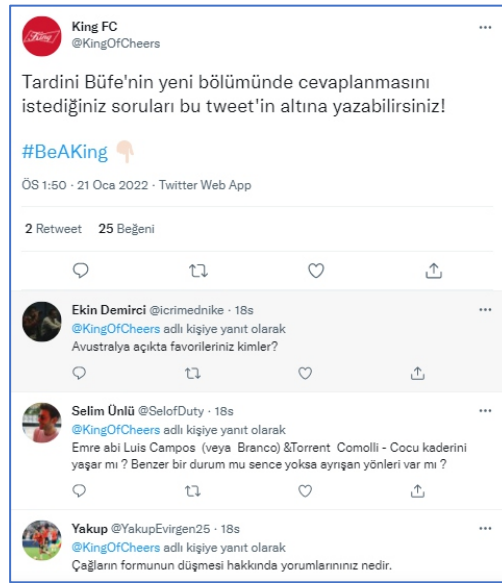 King
King FC
@KingOfCheers
Tardini Büfe'nin yeni bölümünde cevaplanmasını
istediğiniz soruları bu tweet'in altına yazabilirsiniz!
#BeAKing
ÖS 1:50 · 21 Oca 2022 · Twitter Web App
2 Retweet 25 Beğeni
Ekin Demirci @icrimednike · 18s
@KingOfCheers adlı kişiye yanıt olarak
Avustralya açıkta favorileriniz kimler?
Selim Ünlü @SelofDuty · 18s
@KingOfCheers adlı kişiye yanıt olarak
Emre abi Luis Campos (veya Branco) &Torrent Comolli - Cocu kaderini
yaşar mı ? Benzer bir durum mu sence yoksa ayrışan yönleri var mı ?
Yakup @YakupEvirgen25 · 18s
@KingOfCheers adlı kişiye yanıt olarak
Çağların formunun düşmesi hakkında yorumlarınınız nedir.